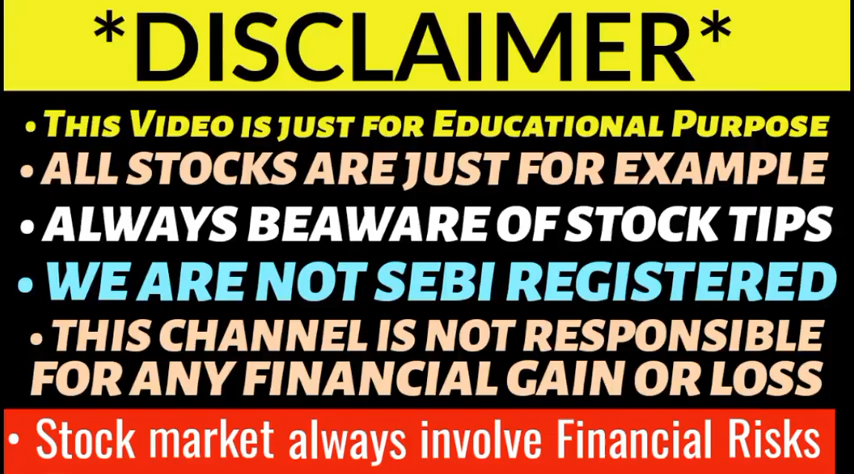 *DISCLAIMER*
• THIS VIDEO IS JUST FOR EDUCATIONAL PURPOSE
• ALL STOCKS ARE JUST FOR EXAMPLE
• ALWAYS BEAWARE OF STOCK TIPS
• WE ARE NOT SEBI REGISTERED
• THIS CHANNEL IS NOT RESPONSIBLE
FOR ANY FINANCIAL GAIN OR LOSS
• Stock market always involve Financial Risks